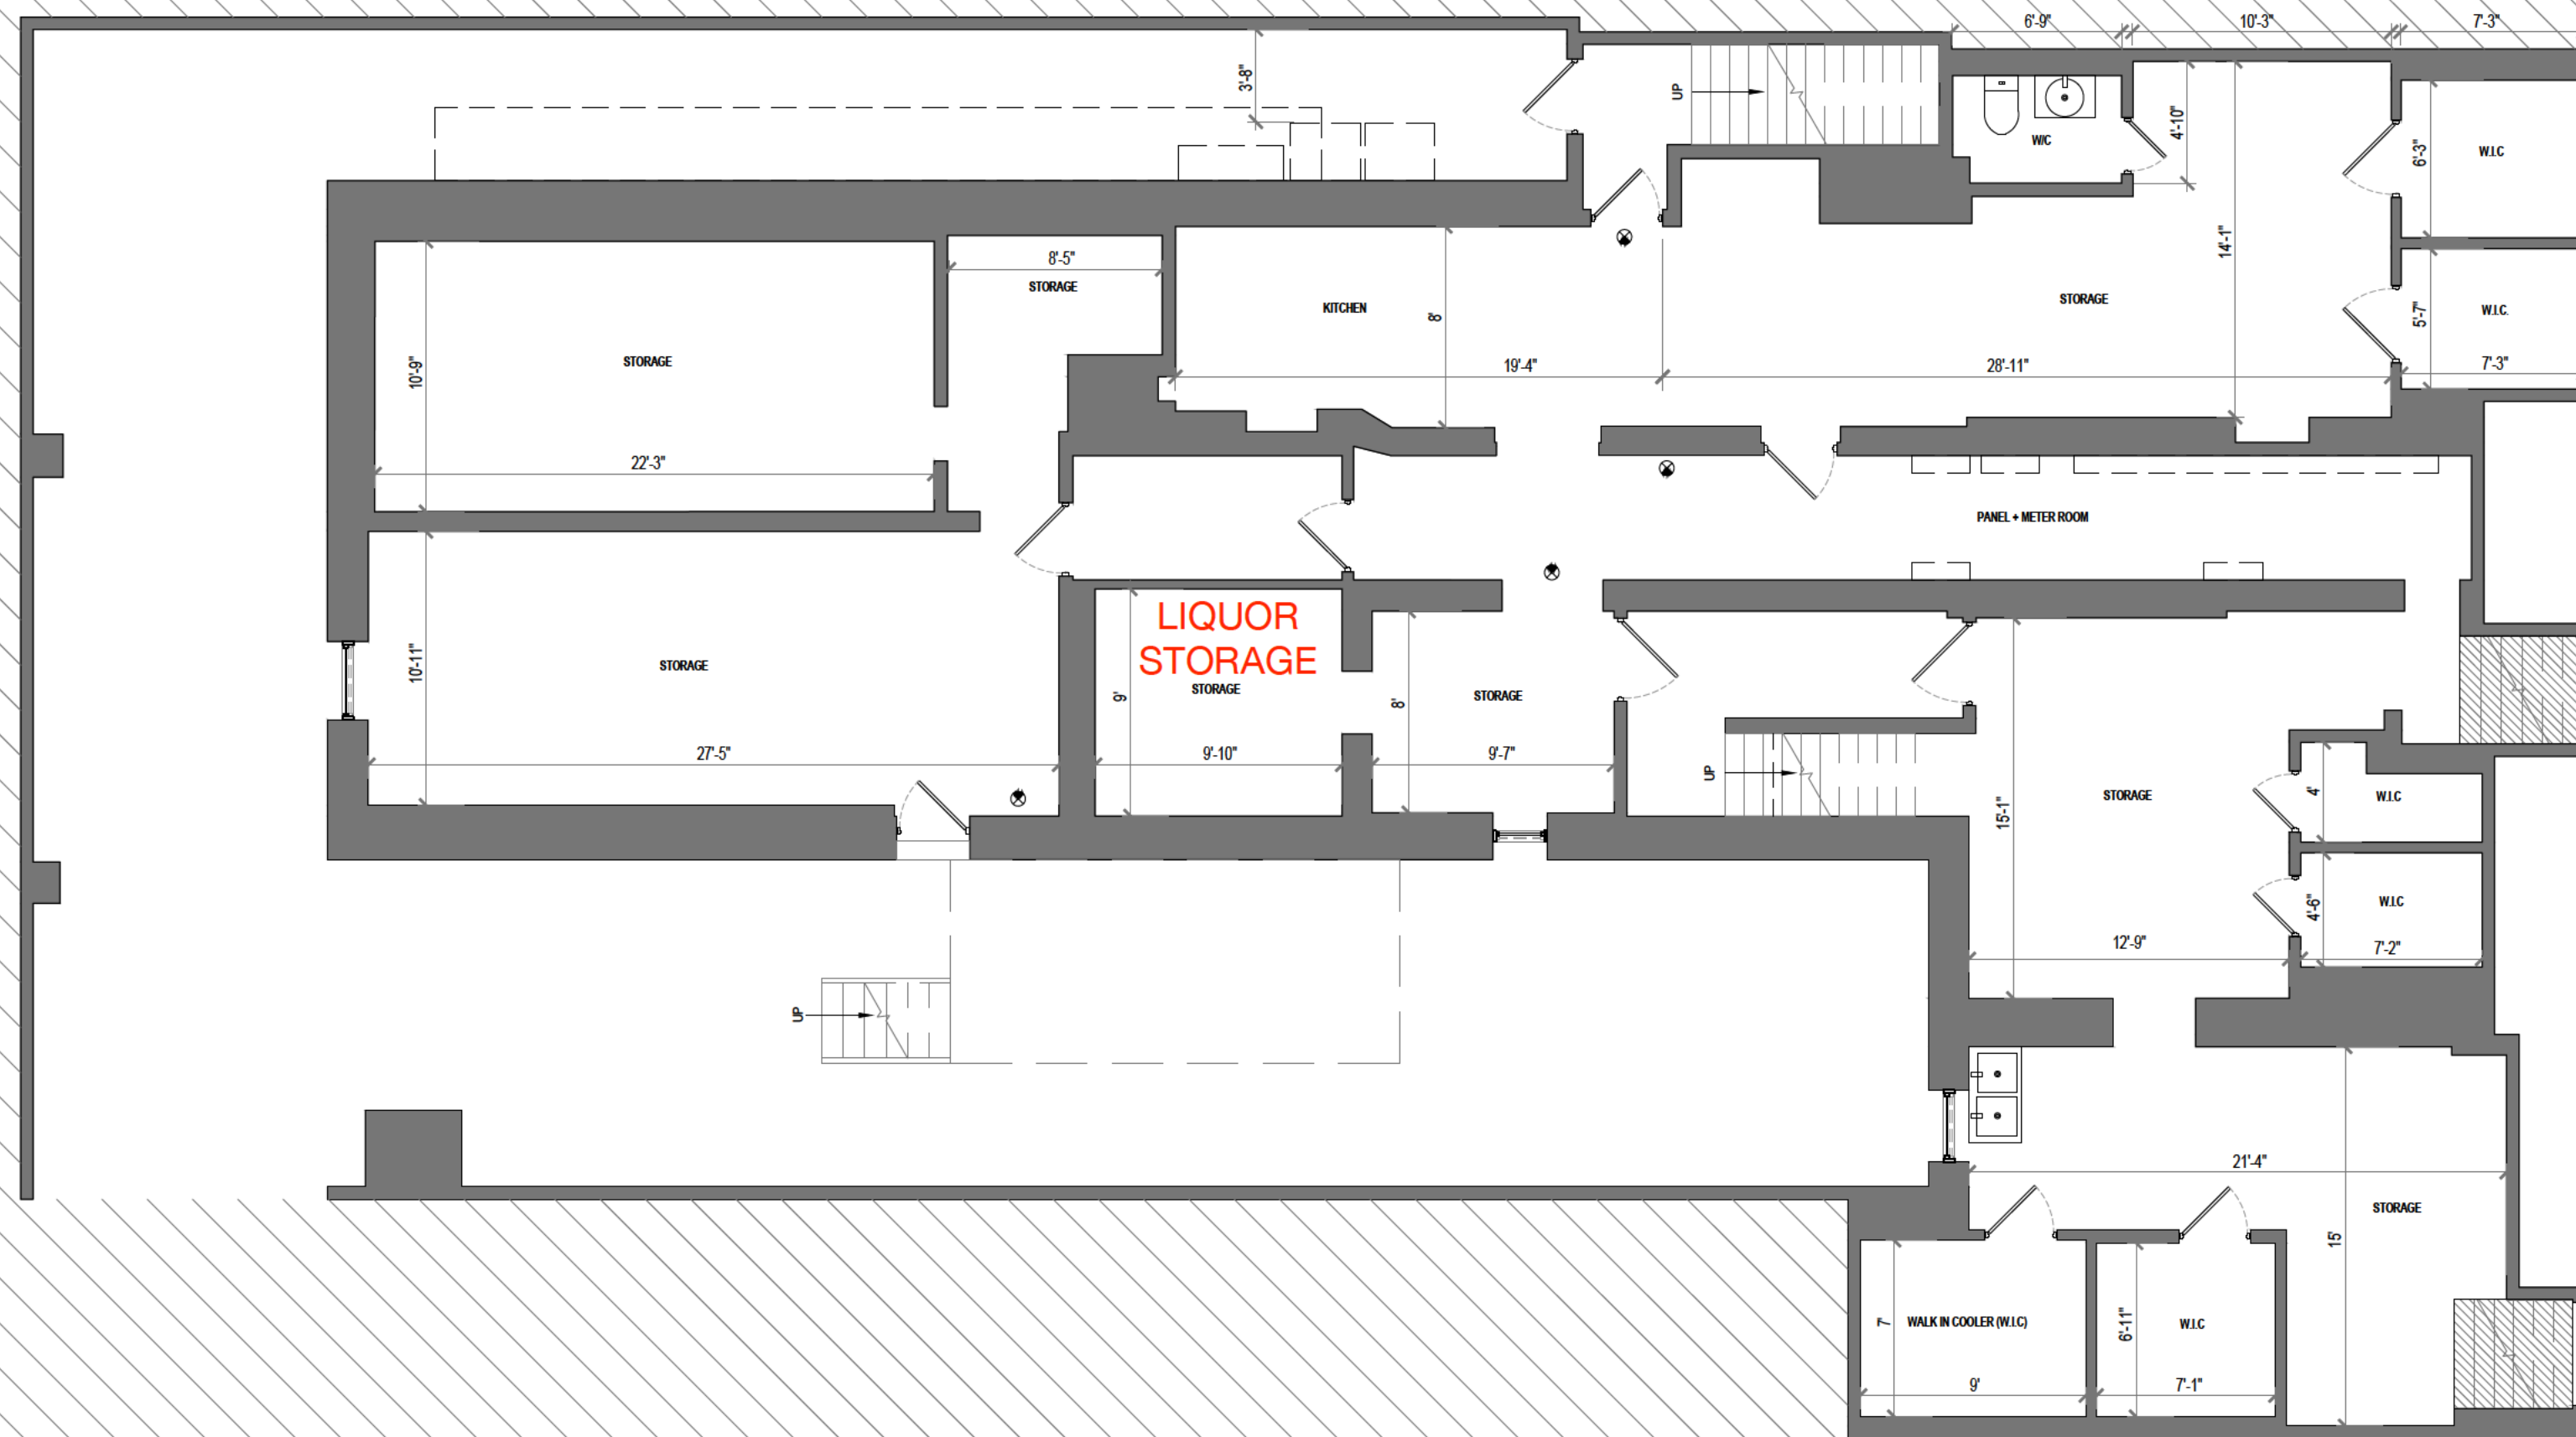 6'-9"
10'-3"
7'-3"
3'-8"
UP
W/C
4'-10"
6'-3"
W.I.C
14'-1"
8'-5"
STORAGE
KITCHEN
8'
STORAGE
5'-7"
W.I.C.
10'-9"
STORAGE
19'-4"
28'-11"
7'-3"
22'-3"
PANEL + METER ROOM
LIQUOR
STORAGE
10'-11"
STORAGE
9'
STORAGE
8'
STORAGE
27'-5"
9'-10"
9'-7"
UP
15'-1"
STORAGE
4'
W.I.C
4'-6"
W.I.C
12'-9"
7'-2"
UP
21'-4"
STORAGE
15'
7'
WALK IN COOLER (W.I.C)
6'-11"
W.I.C
9'
7'-1"